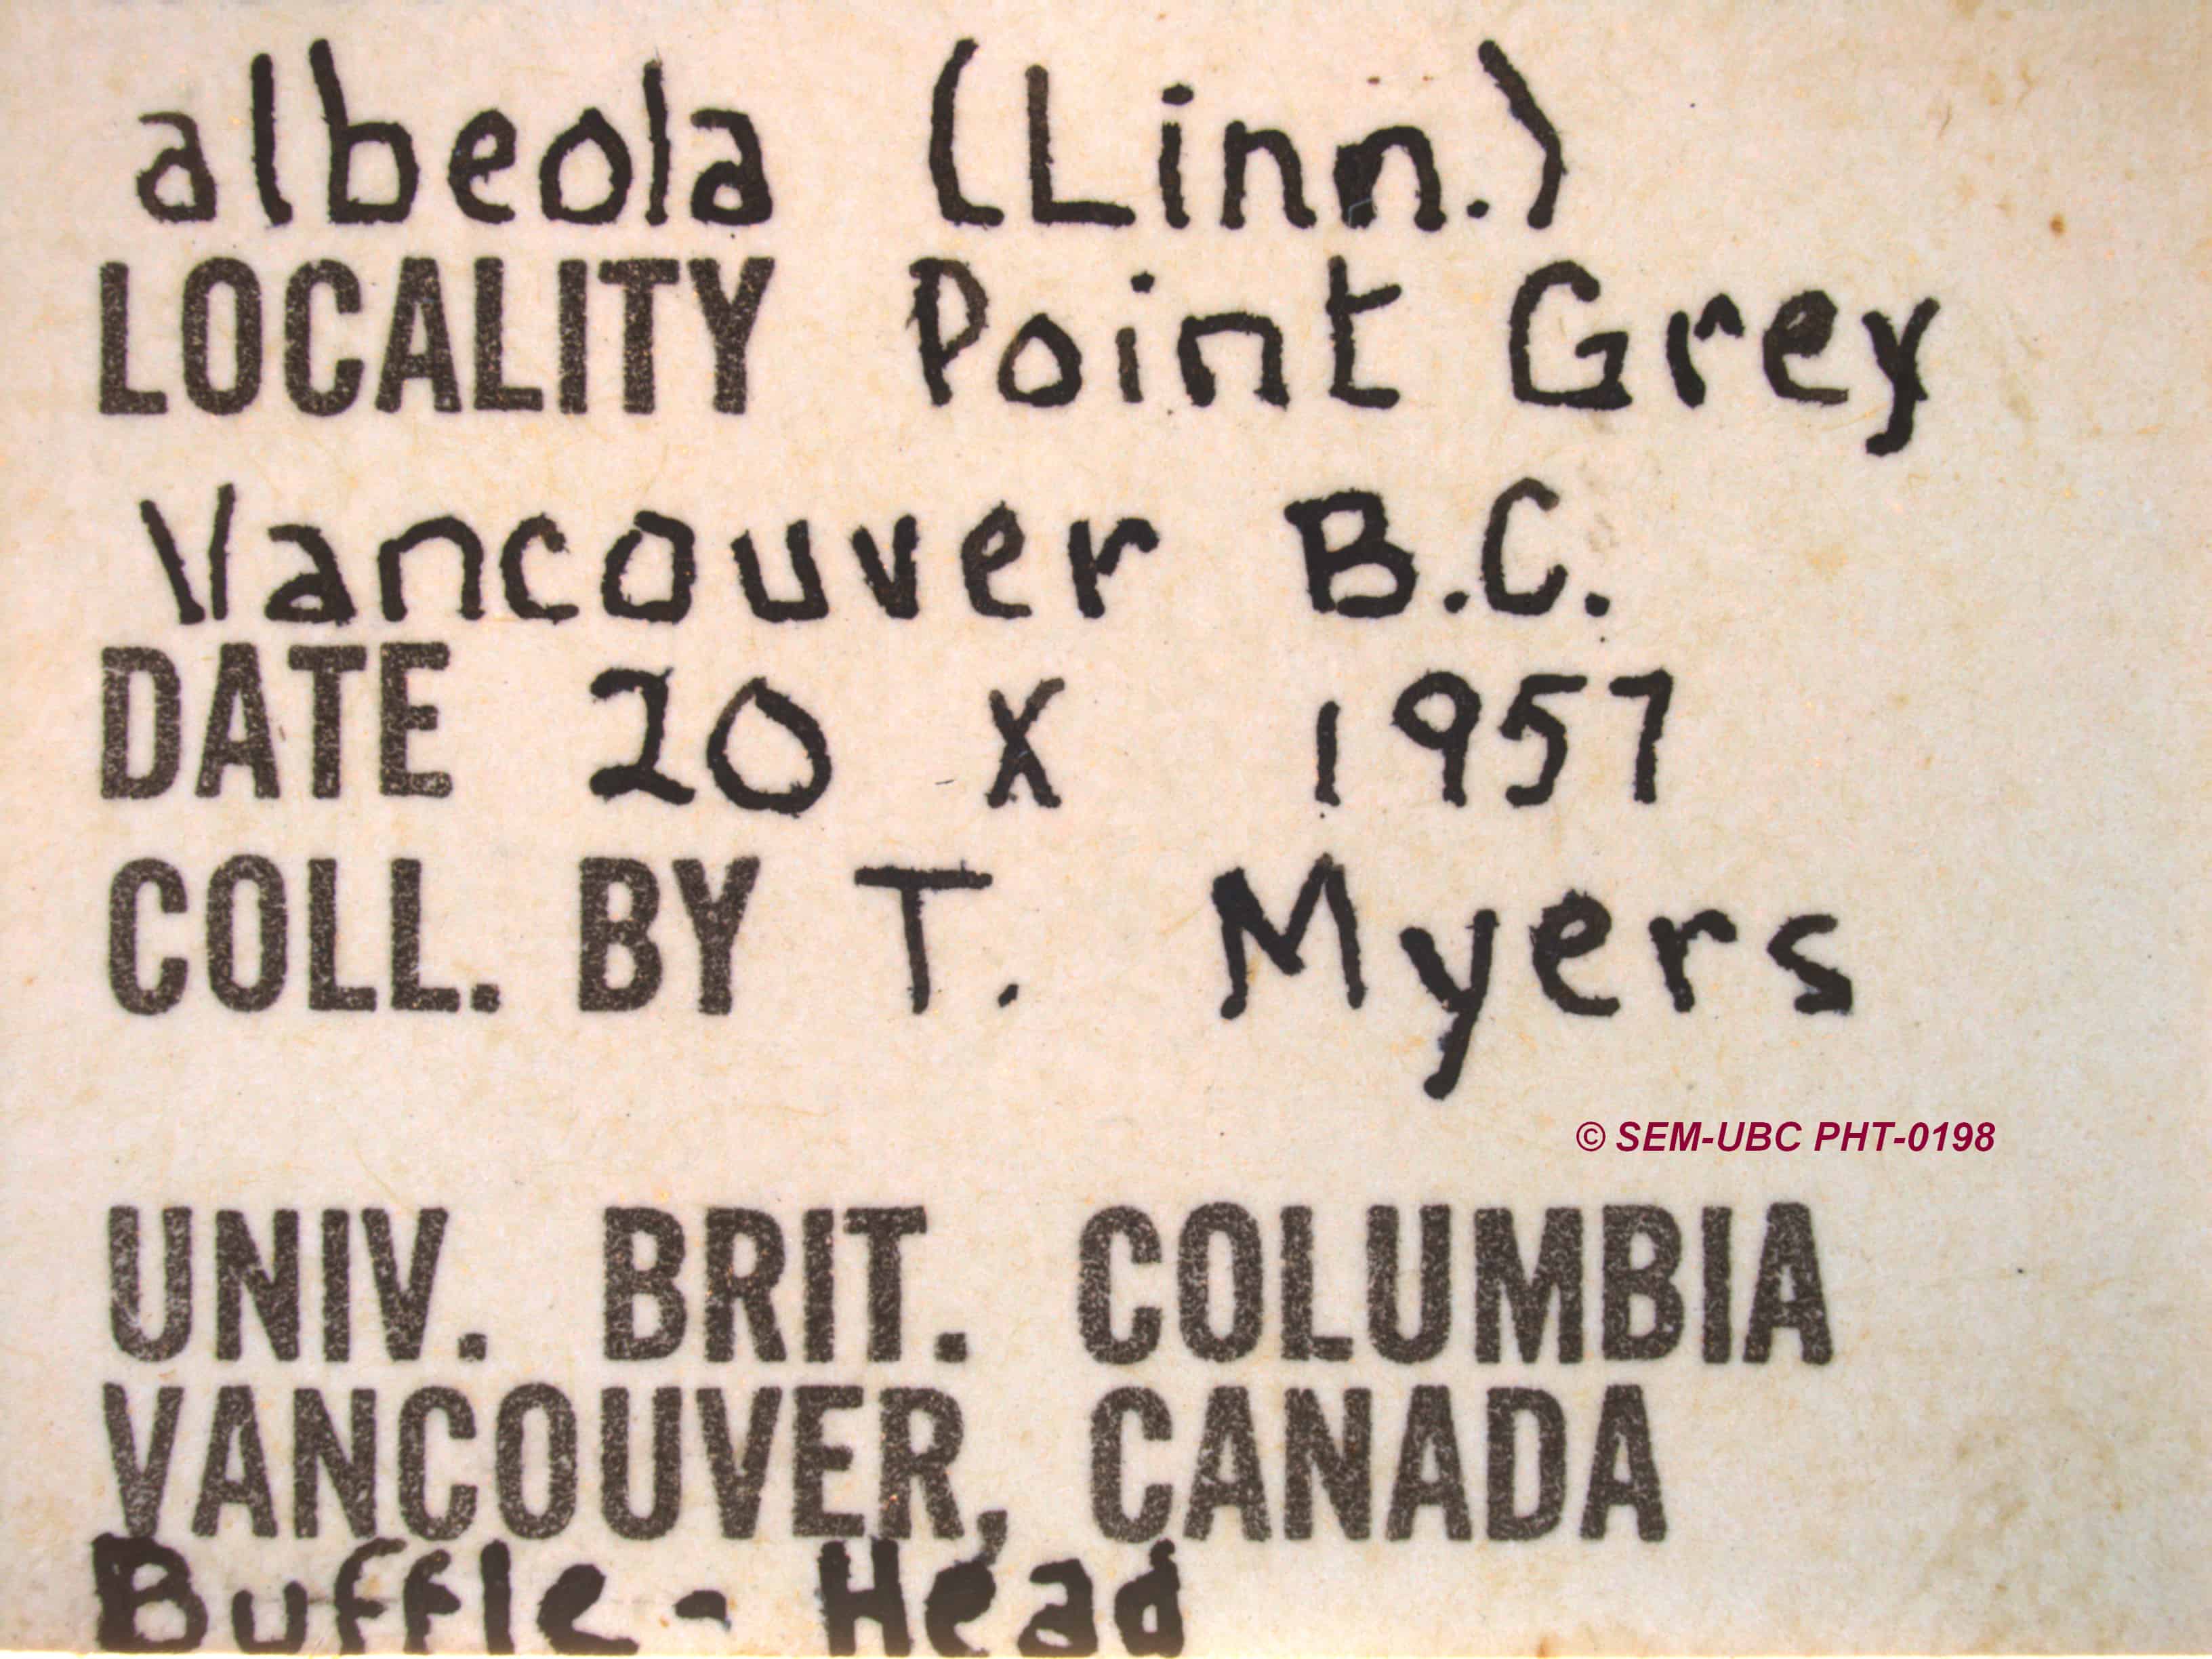 albeola (Linn.)
LOCALITY Point Grey
Vancouver B.C.
DATE 20 X 1957
COLL. BY T. Myers
© SEM-UBC PHT-0198
UNIV. BRIT. COLUMBIA
VANCOUVER, CANADA
Buffle-Head